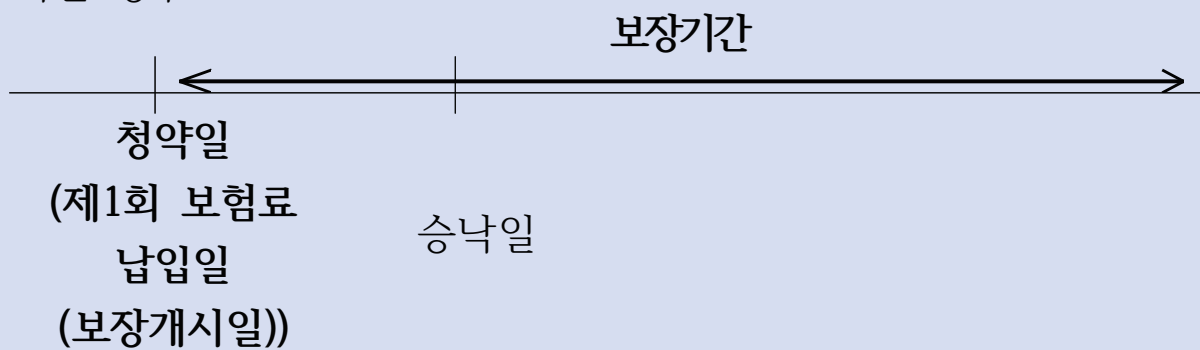 보장기간
청약일
(제1회 보험료
납입일
(보장개시일))
승낙일